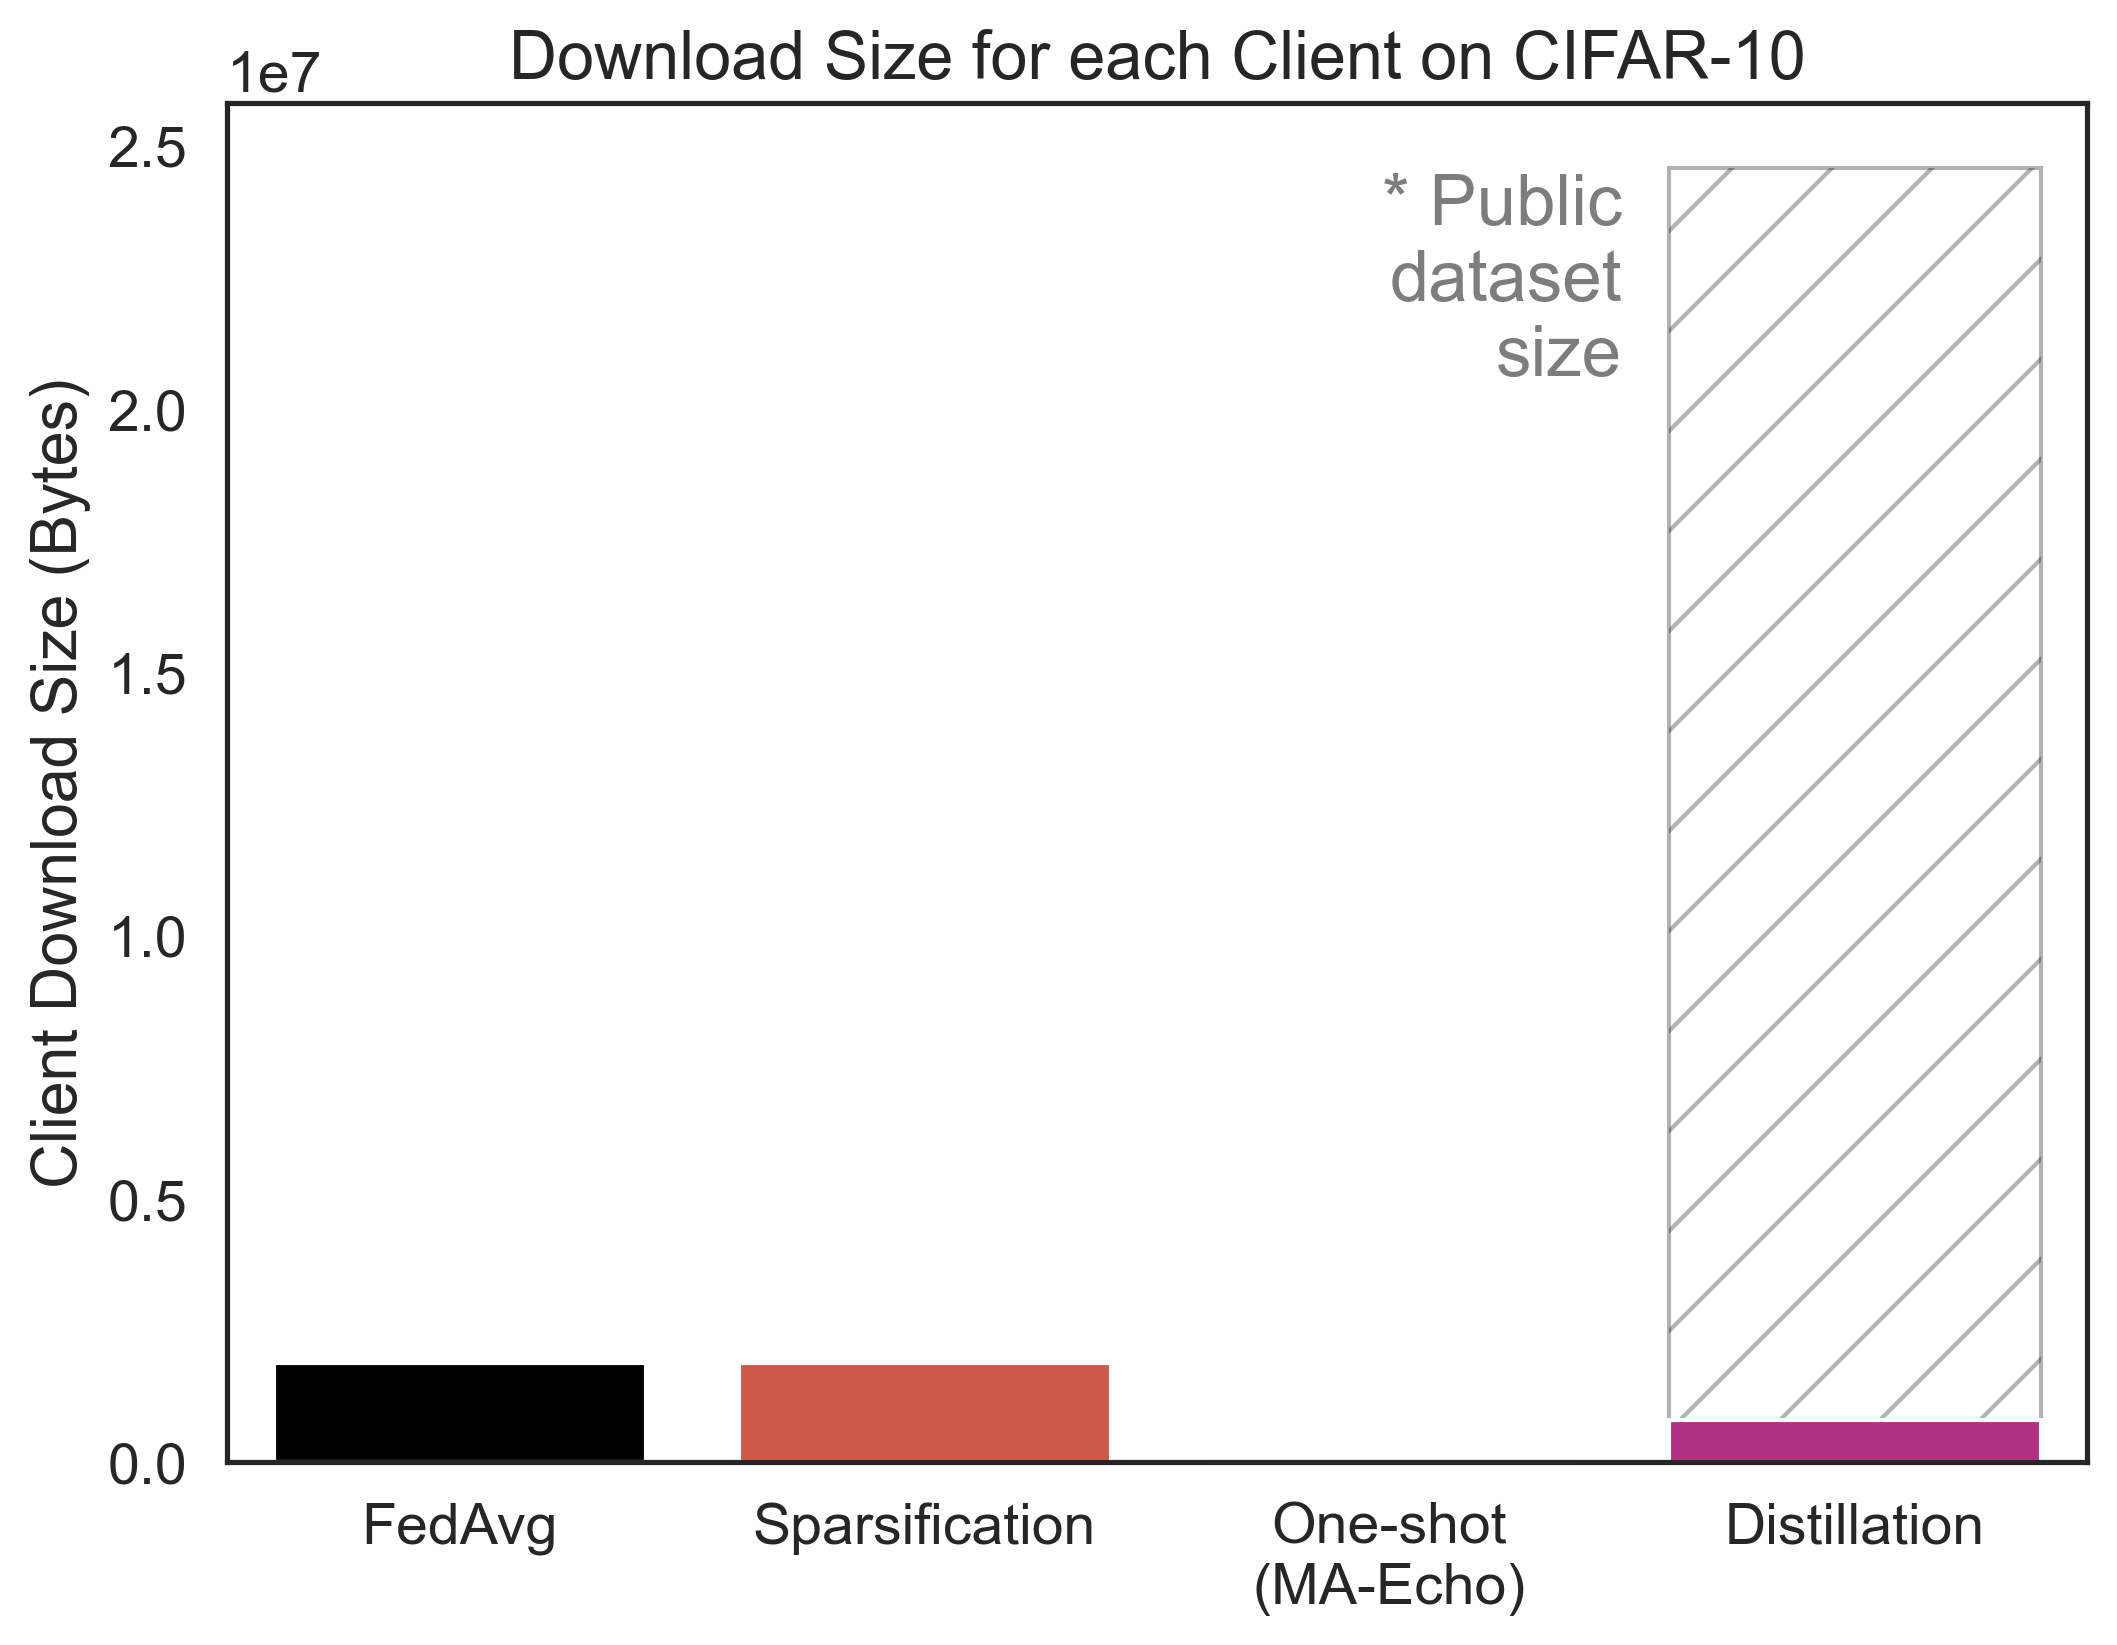 Download Size for each Client on CIFAR-10
1e7
2.5
2.0
1.5
1.0
0.5
0.0
Client Download Size (Bytes)
* Public
dataset
size
FedAvg
Sparsification
One-shot
(MA-Echo)
Distillation